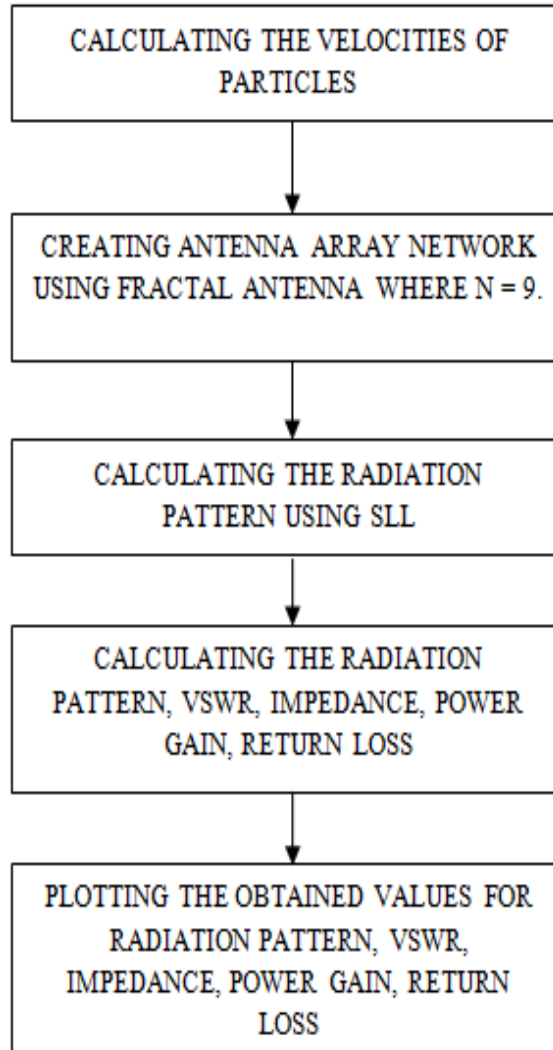 CALCULATING THE VELOCITIES OF
PARTICLES
CREATING ANTENNA ARRAY NETWORK
USING FRACTAL ANTENNA WHERE N = 9.
CALCULATING THE RADIATION
PATTERN USING SLL
CALCULATING THE RADIATION
PATTERN, VSWR, IMPEDANCE, POWER
GAIN, RETURN LOSS
PLOTTING THE OBTAINED VALUES FOR
RADIATION PATTERN, VSWR,
IMPEDANCE, POWER GAIN, RETURN
LOSS